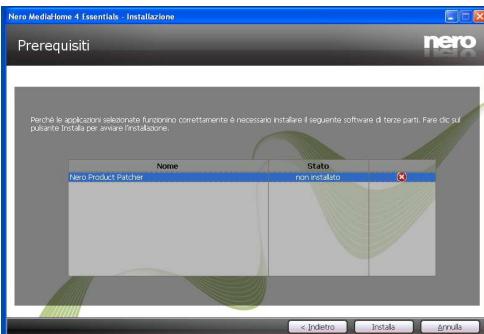 Nero MediaHome 4 Essentials - Installazione
Prerequisiti
nero
Perché le applicazioni selezionate funzionino correttamente è necessario installare il seguente software di terze parti. Fare clic sul
pulsante Installa per avviare l'installazione.
Nome Stato
Nero Product Patcher non installato
< Indietro Installa Annulla